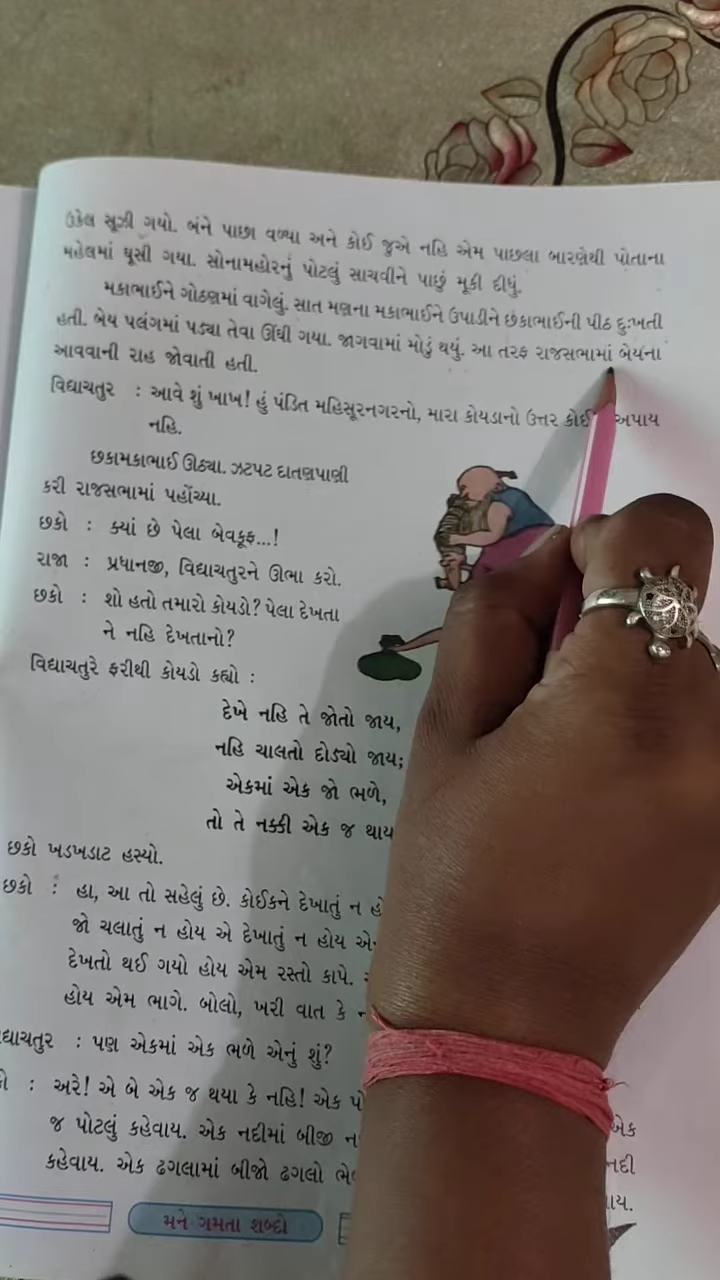 ઉકેલ સૂઝી ગયો. બંને પાછા વળ્યા અને કોઈ જુએ નહિ એમ પાછલા બારણેથી પોતાના
મહેલમાં ઘૂસી ગયા. સોનામહોરનું પોટલું સાચવીને પાછું મૂકી દીધું.
મકાભાઈને ગોઠણમાં વાગેલું. સાત મણના મકાભાઈને ઉપાડીને છકાભાઈની પીઠ દુઃખતી
હતી. બેય પલંગમાં પડ્યા તેવા ઊંઘી ગયા. જાગવામાં મોડું થયું. આ તરફ રાજસભામાં બેયના
આવવાની રાહ જોવાતી હતી.
વિદ્યાચતુર : આવે શું ખાખ! હું પંડિત મહિસૂરનગરનો, મારા કોયડાનો ઉત્તર અપાય
નહિ.
છકામકાભાઈ ઊઠ્યા. ઝટપટ દાતણપાણી
કરી રાજસભામાં પહોંચ્યા.
છકો : ક્યાં છે પેલા બેવકૂફ...!
રાજા : પ્રધાનજી, વિદ્યાચતુરને ઊભા કરો.
છકો : શો હતો તમારો કોયડો? પેલા દેખતા
ને નહિ દેખતાનો?
વિદ્યાચતુરે ફરીથી કોયડો કહ્યો :
દેખે નહિ તે જોતો જાય,
નહિ ચાલતો દોડ્યો જાય;
એકમાં એક જો ભળે,
તો તે નક્કી એક જ થાય
છકો ખડખડાટ હસ્યો.
છકો : હા, આ તો સહેલું છે. કોઈકને દેખાતું ન
જો ચલાતું ન હોય એ દેખાતું ન હોય
દેખતો થઈ ગયો હોય એમ રસ્તો કાપે.
હોય એમ ભાગે. બોલો, ખરી વાત કે
: પણ એકમાં એક ભળે એનું શું?
: અરે! એ બે એક જ થયા કે નહિ! એક
જ પોટલું કહેવાય. એક નદીમાં બીજી એક
કહેવાય. એક ઢગલામાં બીજો ઢગલો નદી
મને ગમતા શબ્દો